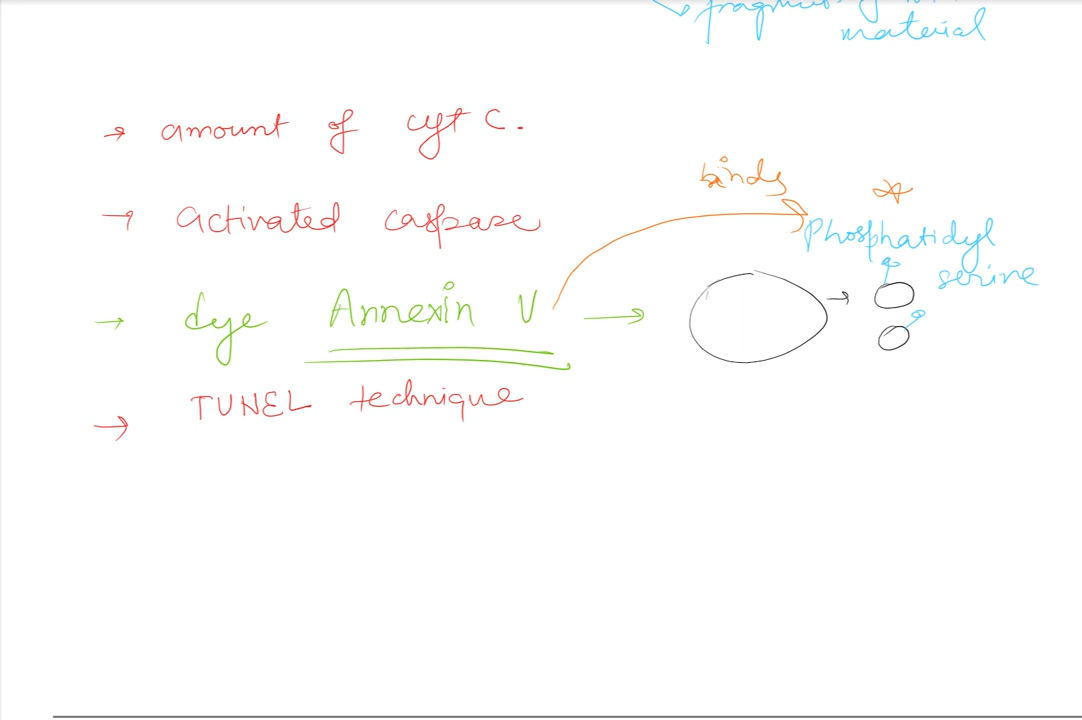 material
→ amount of cyt c.
binds
→ activated caspase
Phosphatidyl
serine
→ dye Annexin V →
→ TUNEL technique